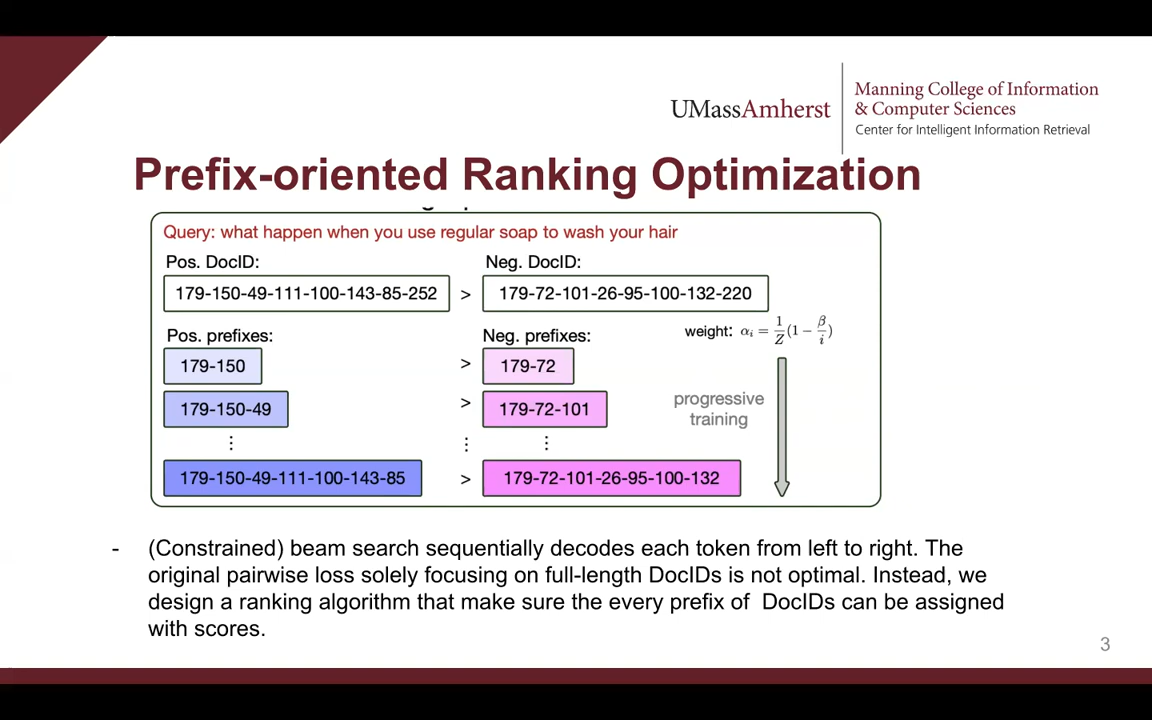 UMassAmherst
Manning College of Information
& Computer Sciences
Center for Intelligent Information Retrieval
Prefix-oriented Ranking Optimization
Query: what happen when you use regular soap to wash your hair
Pos. DocID: Neg. DocID:
179-150-49-111-100-143-85-252 > 179-72-101-26-95-100-132-220
weight: αᵢ = 1/Z (1 − β/i)
Pos. prefixes: Neg. prefixes:
179-150 > 179-72
179-150-49 > 179-72-101
progressive
training
⋮ ⋮ ⋮
179-150-49-111-100-143-85 > 179-72-101-26-95-100-132
- (Constrained) beam search sequentially decodes each token from left to right. The
original pairwise loss solely focusing on full-length DocIDs is not optimal. Instead, we
design a ranking algorithm that make sure the every prefix of DocIDs can be assigned
with scores.
3